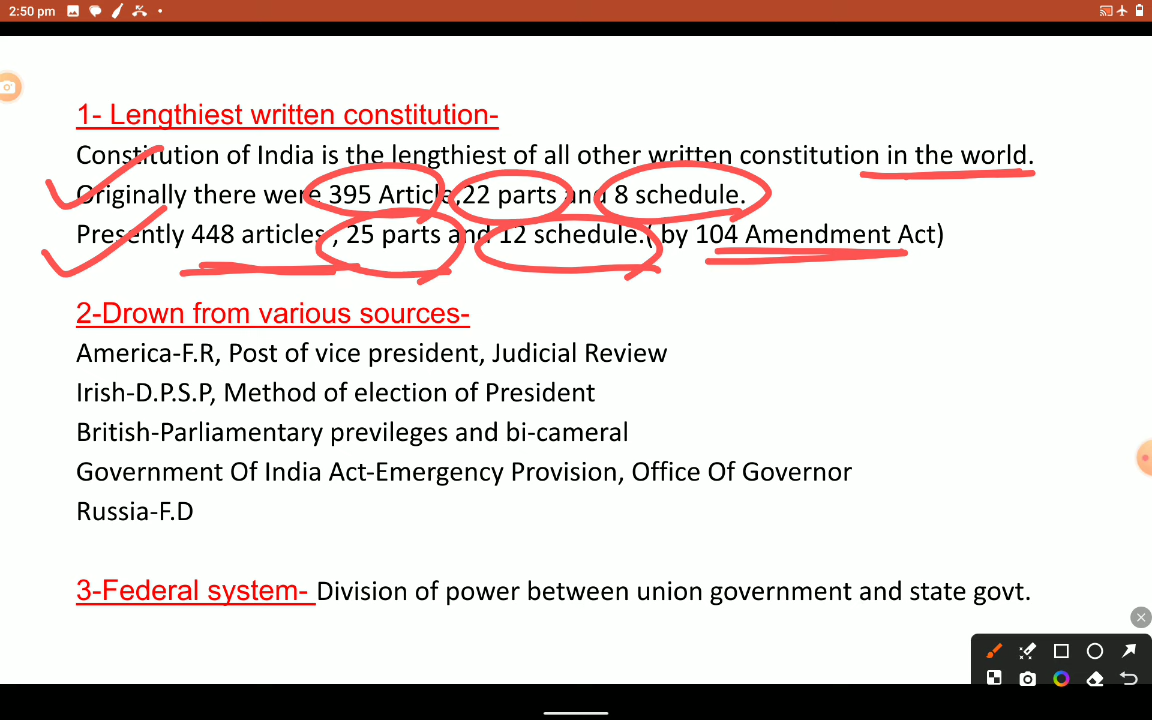 2:50 pm
1- Lengthiest written constitution-
Constitution of India is the lengthiest of all other written constitution in the world.
Originally there were 395 Article,22 parts and 8 schedule.
Presently 448 articles , 25 parts and 12 schedule.( by 104 Amendment Act)
2-Drown from various sources-
America-F.R, Post of vice president, Judicial Review
Irish-D.P.S.P, Method of election of President
British-Parliamentary previleges and bi-cameral
Government Of India Act-Emergency Provision, Office Of Governor
Russia-F.D
3-Federal system- Division of power between union government and state govt.